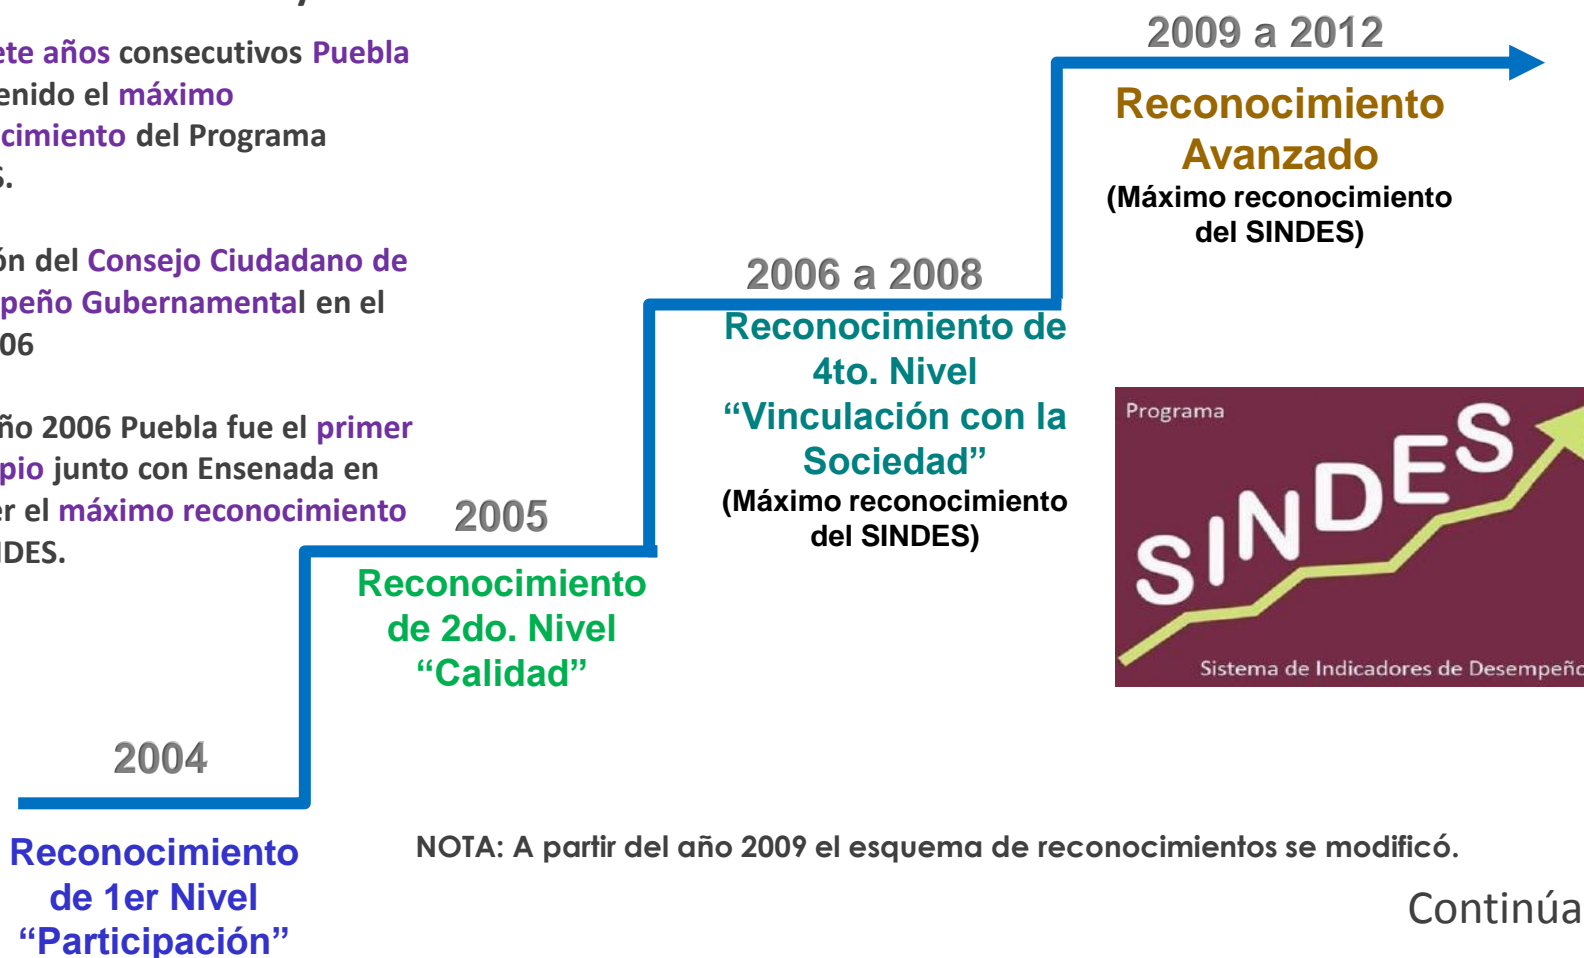 ete años consecutivos Puebla
enido el máximo
cimiento del Programa
S.
ón del Consejo Ciudadano de
peño Gubernamental en el
06
ño 2006 Puebla fue el primer
pio junto con Ensenada en
er el máximo reconocimiento
NDES.
2009 a 2012
Reconocimiento
Avanzado
(Máximo reconocimiento
del SINDES)
2006 a 2008
Reconocimiento de
4to. Nivel
“Vinculación con la
Sociedad”
(Máximo reconocimiento
del SINDES)
Programa
SINDES
Sistema de Indicadores de Desempeño
2005
Reconocimiento
de 2do. Nivel
“Calidad”
2004
Reconocimiento
de 1er Nivel
“Participación”
NOTA: A partir del año 2009 el esquema de reconocimientos se modificó.
Continúa